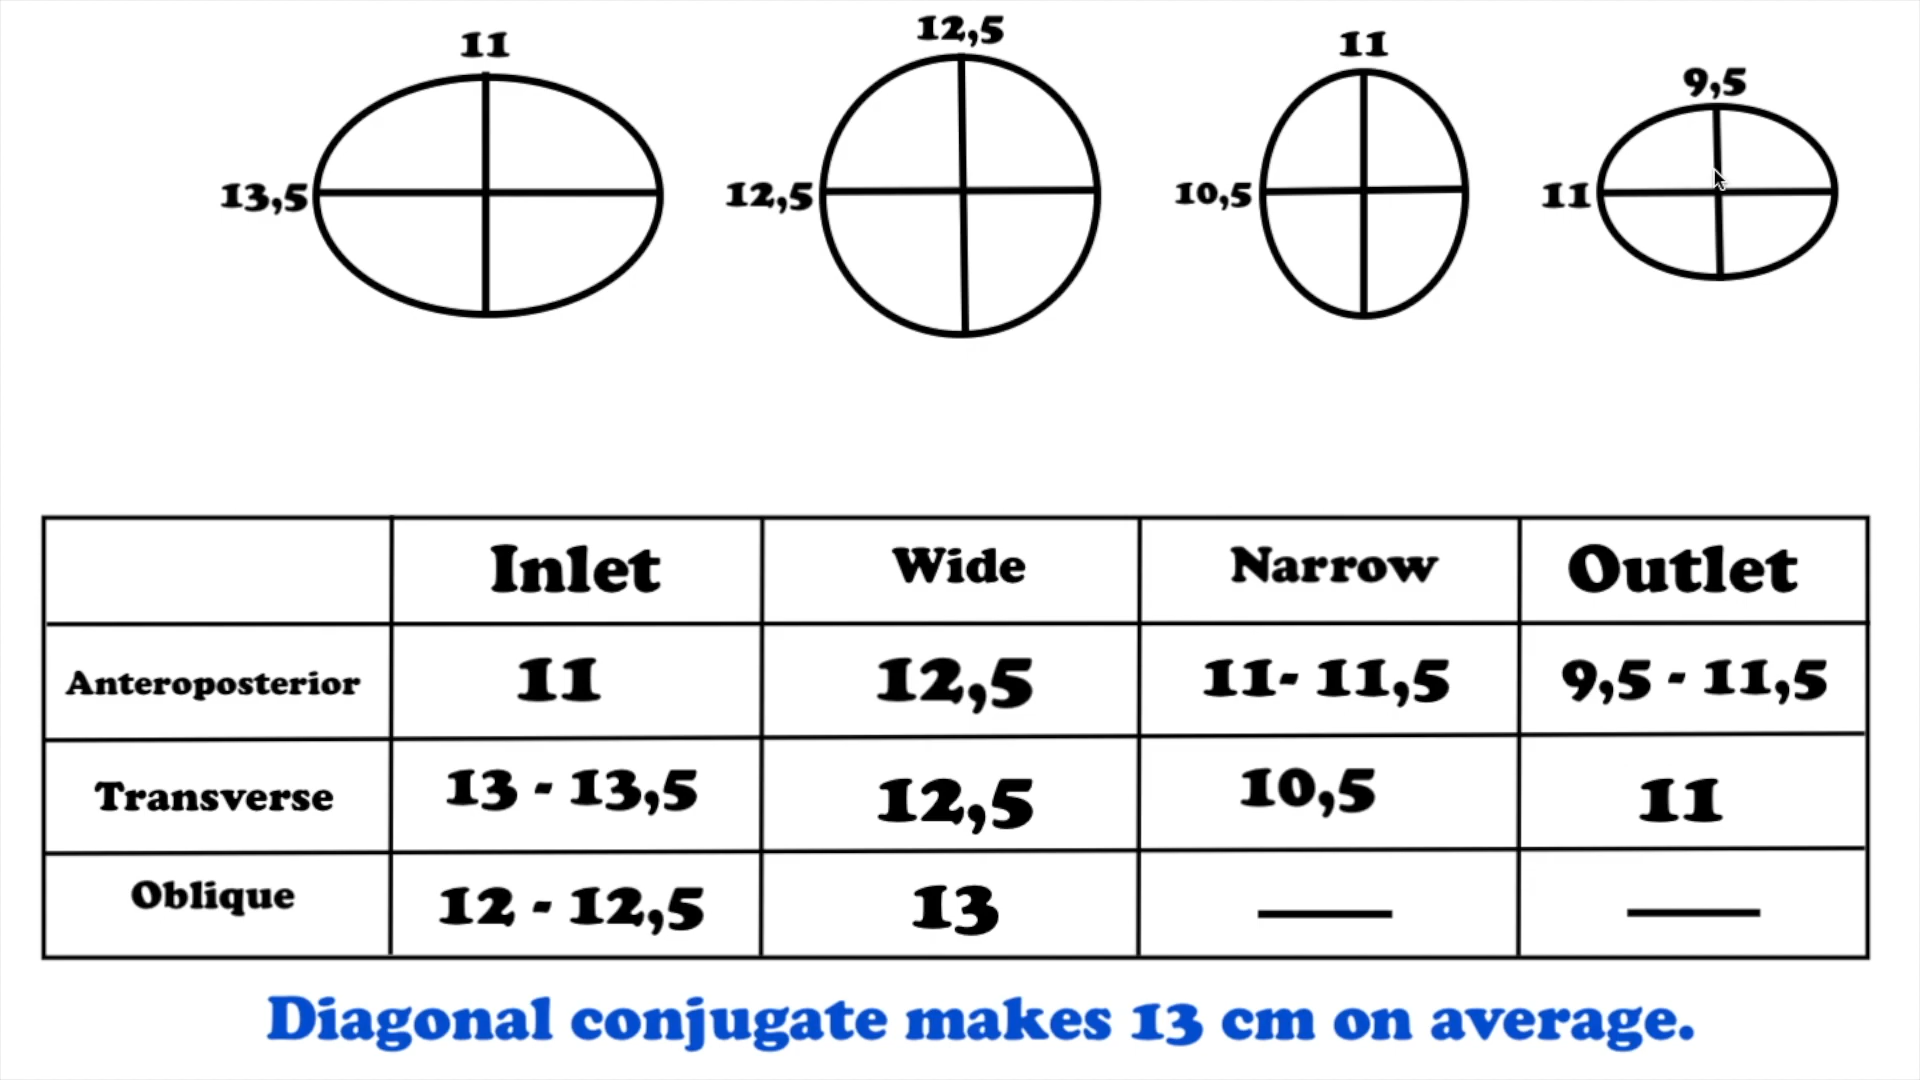 11 12,5 11 9,5
13,5 12,5 10,5 11
Inlet Wide Narrow Outlet
Anteroposterior 11 12,5 11- 11,5 9,5 - 11,5
Transverse 13 - 13,5 12,5 10,5 11
Oblique 12 - 12,5 13 — —
Diagonal conjugate makes 13 cm on average.